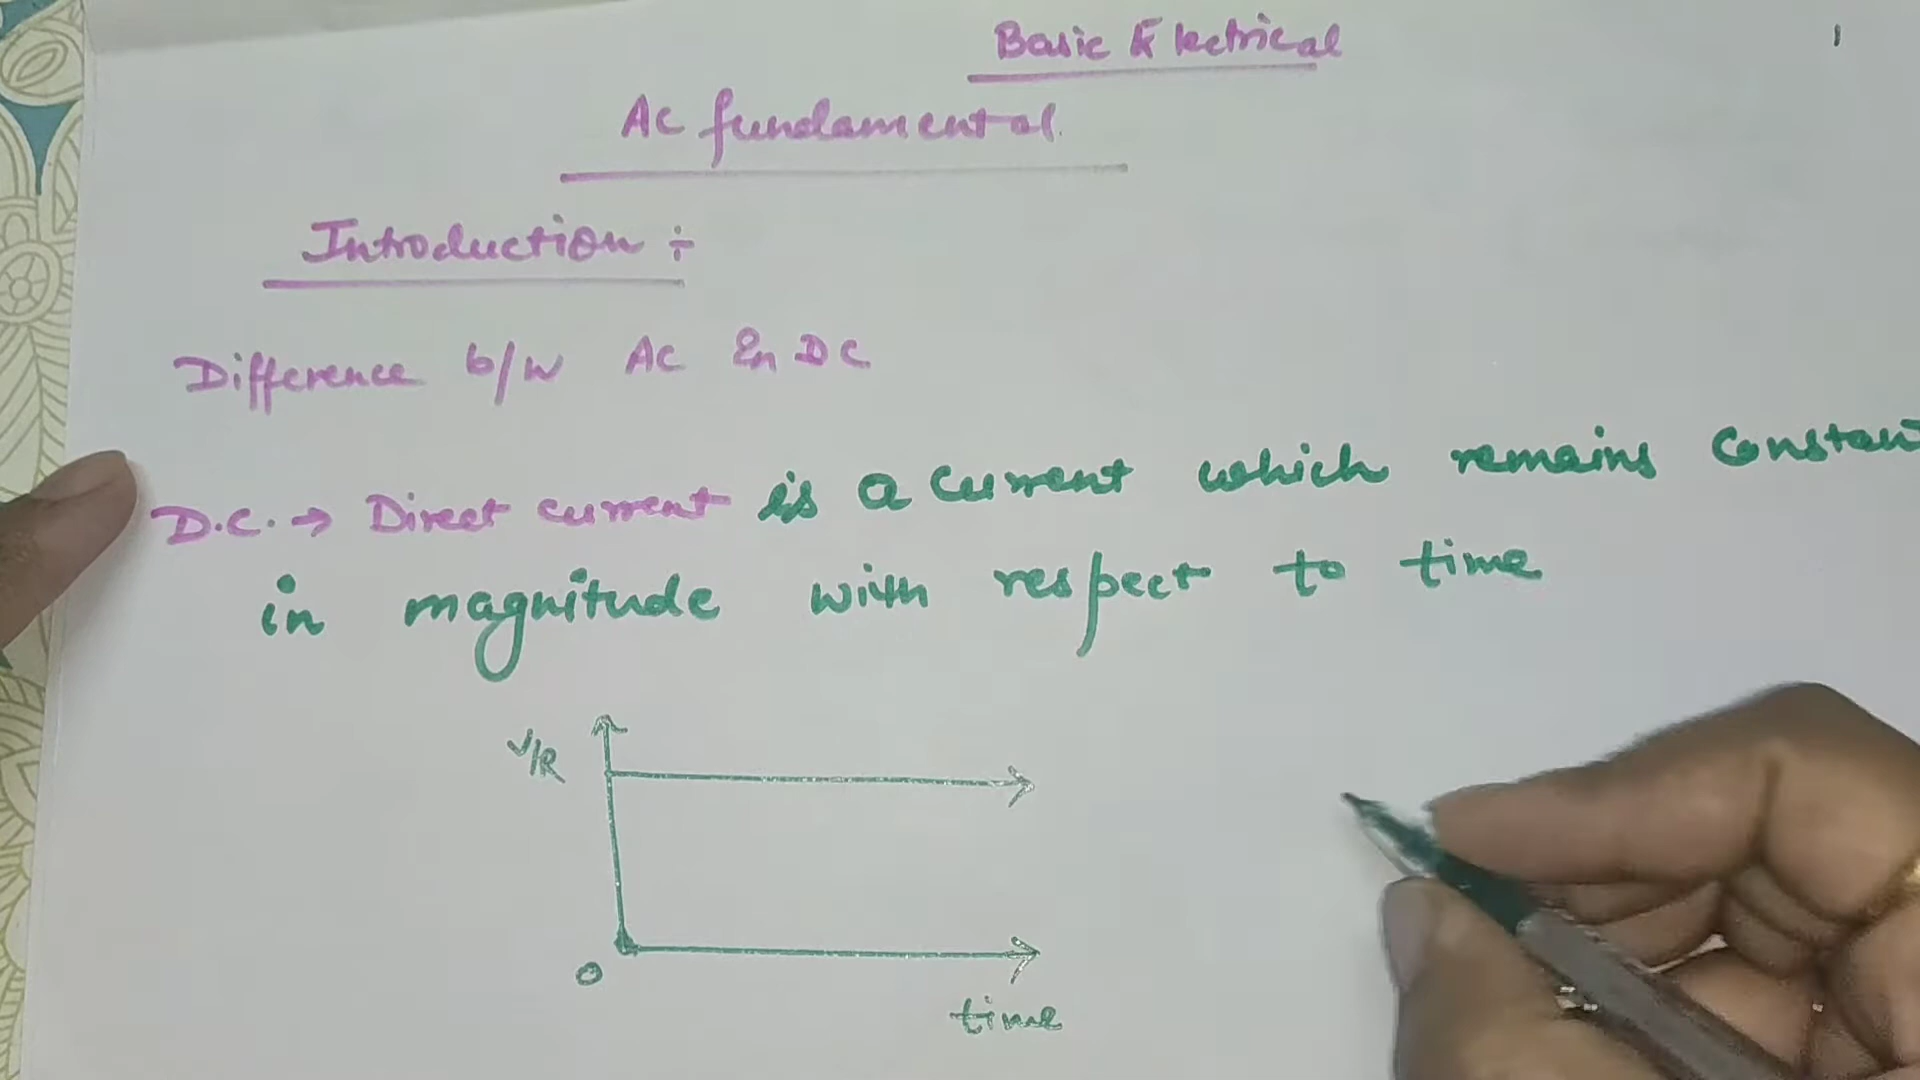 Basic Electrical
1
Ac fundamental
Introduction :-
Difference b/w AC & DC
D.C. → Direct current is a current which remains constant
in magnitude with respect to time
V/R
0
time